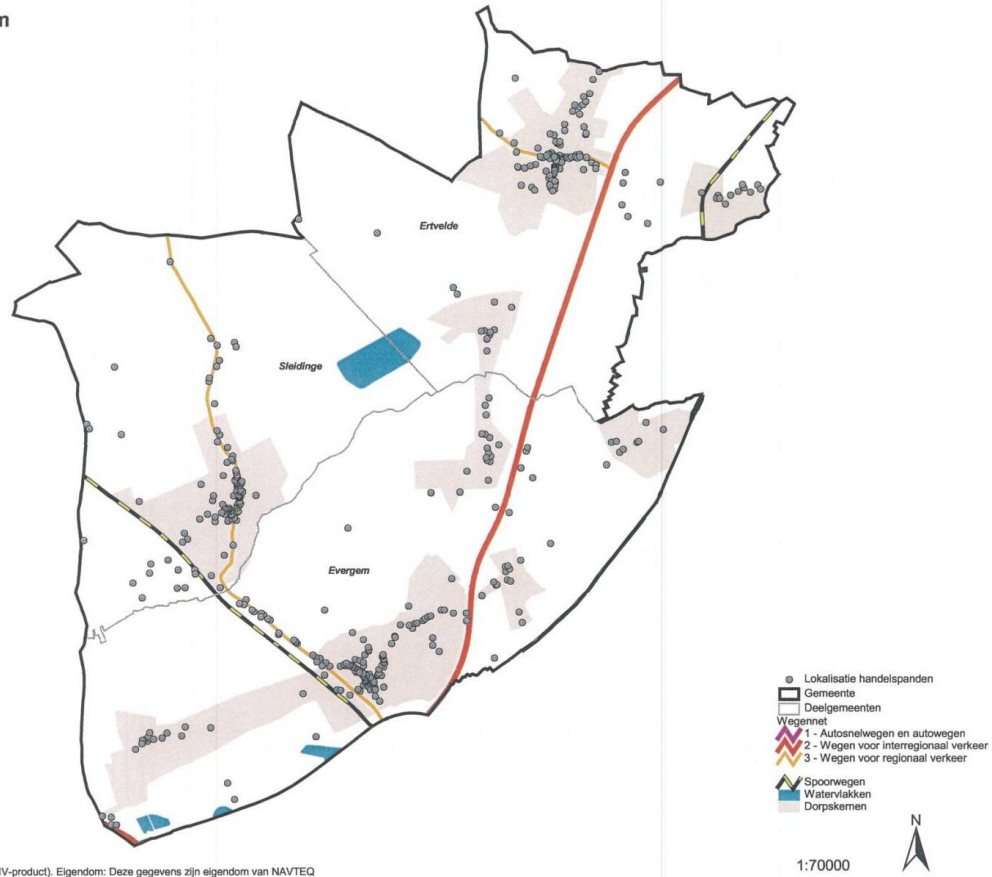 Ertvelde
Sleidinge
Evergem
Lokalisatie handelspanden
Gemeente
Deelgemeenten
Wegennet
1 - Autosnelwegen en autowegen
2 - Wegen voor interregionaal verkeer
3 - Wegen voor regionaal verkeer
Spoorwegen
Watervlakken
Dorpskernen
N
1:70000
IV-product). Eigendom: Deze gegevens zijn eigendom van NAVTEQ